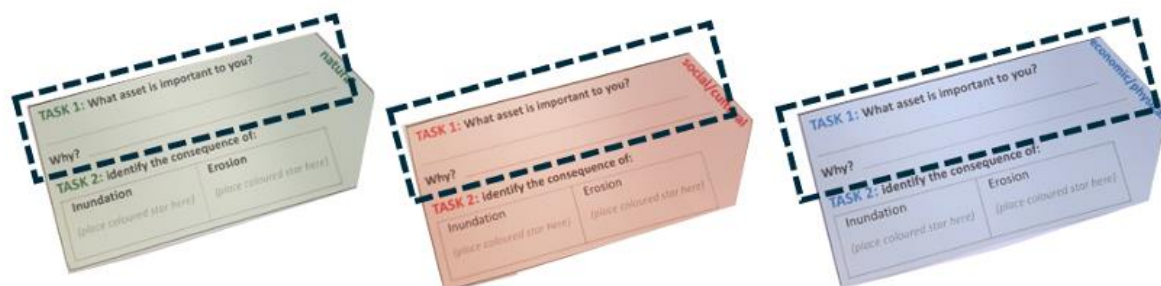 natural
TASK 1: What asset is important to you?
Why?
TASK 2: Identify the consequence of:
Inundation
Erosion
(place coloured star here)
(place coloured star here)
social/cultural
TASK 1: What asset is important to you?
Why?
TASK 2: Identify the consequence of:
Inundation
Erosion
(place coloured star here)
(place coloured star here)
TASK 1: What asset is important to you?
Why?
TASK 2: Identify the consequence of:
Inundation
Erosion
(place coloured star here)
(place coloured star here)